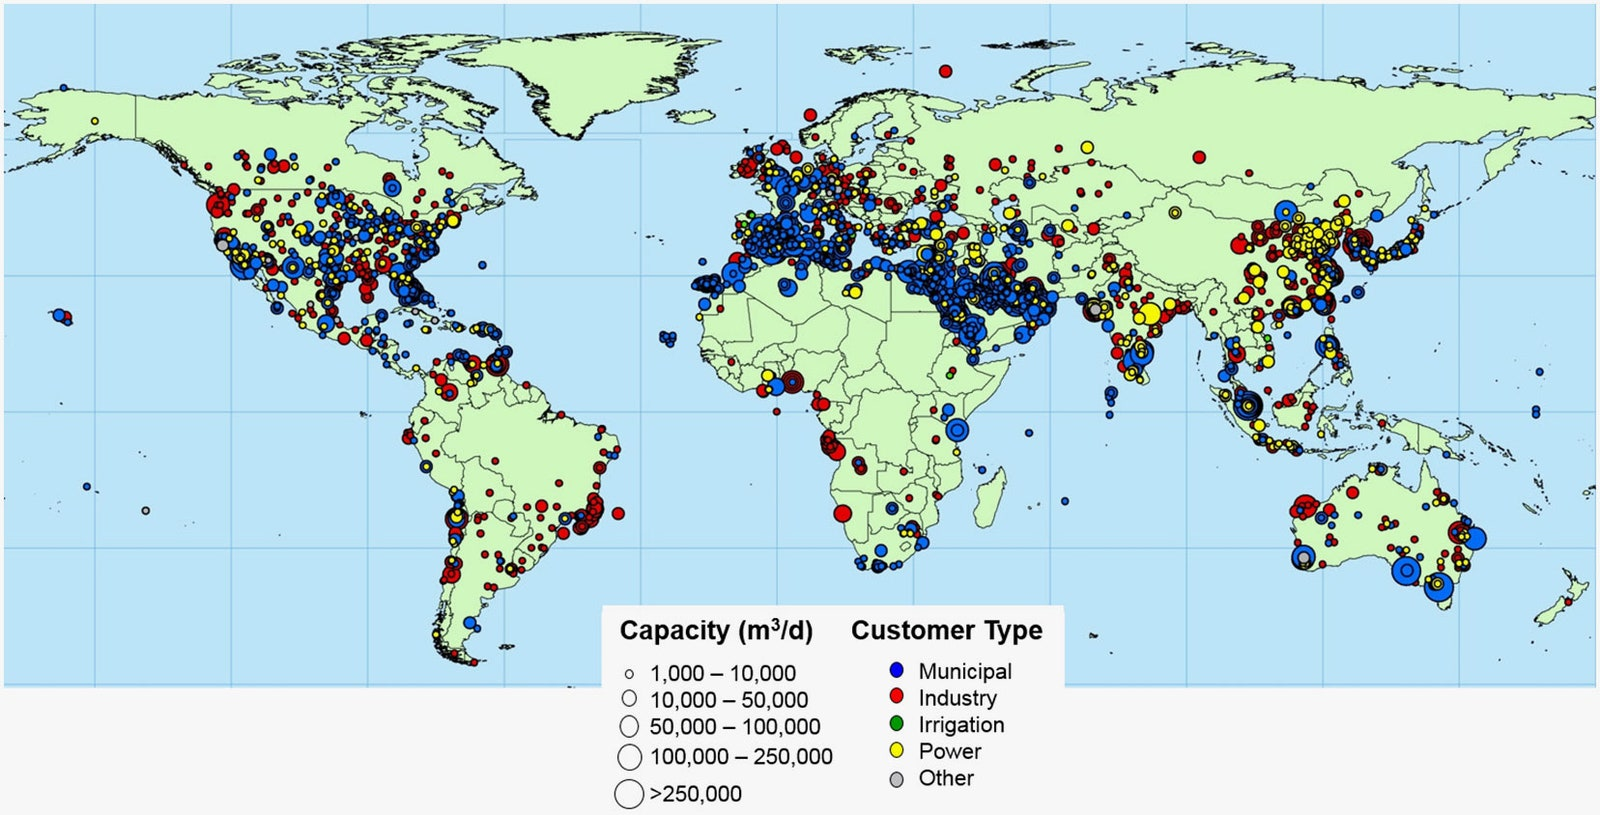 Capacity (m³/d)
1,000 – 10,000
10,000 – 50,000
50,000 – 100,000
100,000 – 250,000
>250,000
Customer Type
Municipal
Industry
Irrigation
Power
Other